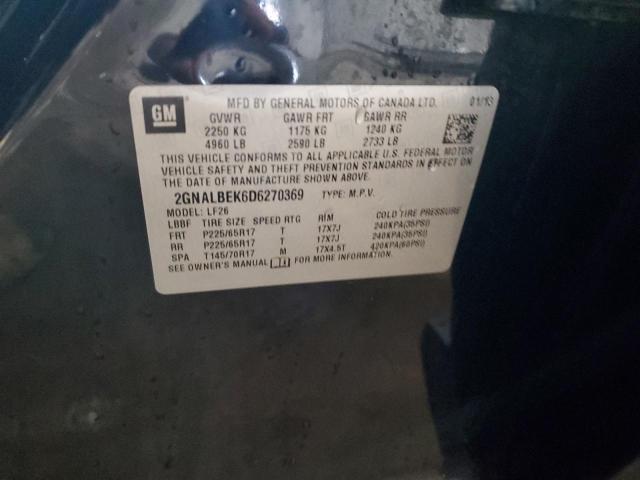 GM
MFD BY GENERAL MOTORS OF CANADA LTD. 01/13
GVWR GAWR FRT GAWR RR
2250 KG 1175 KG 1240 KG
4960 LB 2590 LB 2733 LB
THIS VEHICLE CONFORMS TO ALL APPLICABLE U.S. FEDERAL MOTOR
VEHICLE SAFETY AND THEFT PREVENTION STANDARDS IN EFFECT ON
THE DATE OF MANUFACTURE SHOWN ABOVE.
2GNALBEK6D6270369 TYPE: M.P.V.
MODEL: LF26
LBBF TIRE SIZE SPEED RTG RIM COLD TIRE PRESSURE
FRT P225/65R17 T 17X7J 240KPA(35PSI)
RR P225/65R17 T 17X7J 240KPA(35PSI)
SPA T145/70R17 M 17X4.5T 420KPA(60PSI)
SEE OWNER'S MANUAL FOR MORE INFORMATION.